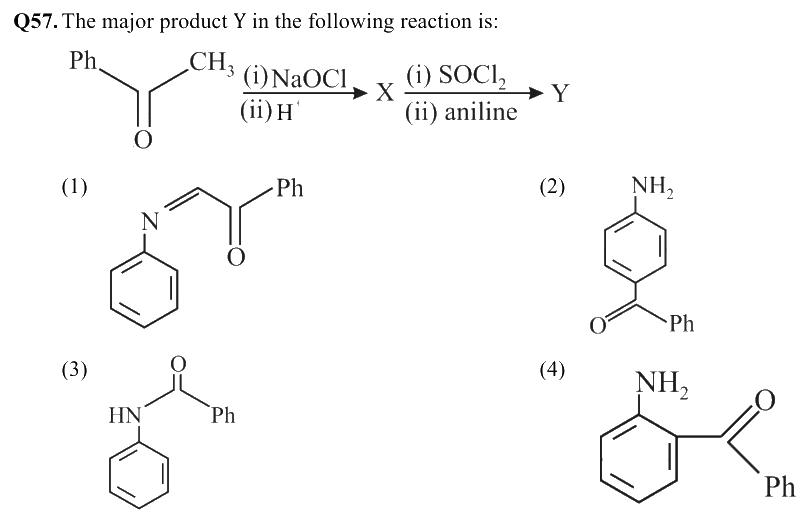 Q57. The major product Y in the following reaction is:
Ph CH₃ (i) NaOCl X (i) SOCl₂ Y
(ii) H⁺ (ii) aniline
O
(1) N Ph O
(2) NH₂ O Ph
(3) O HN Ph
(4) NH₂ O Ph